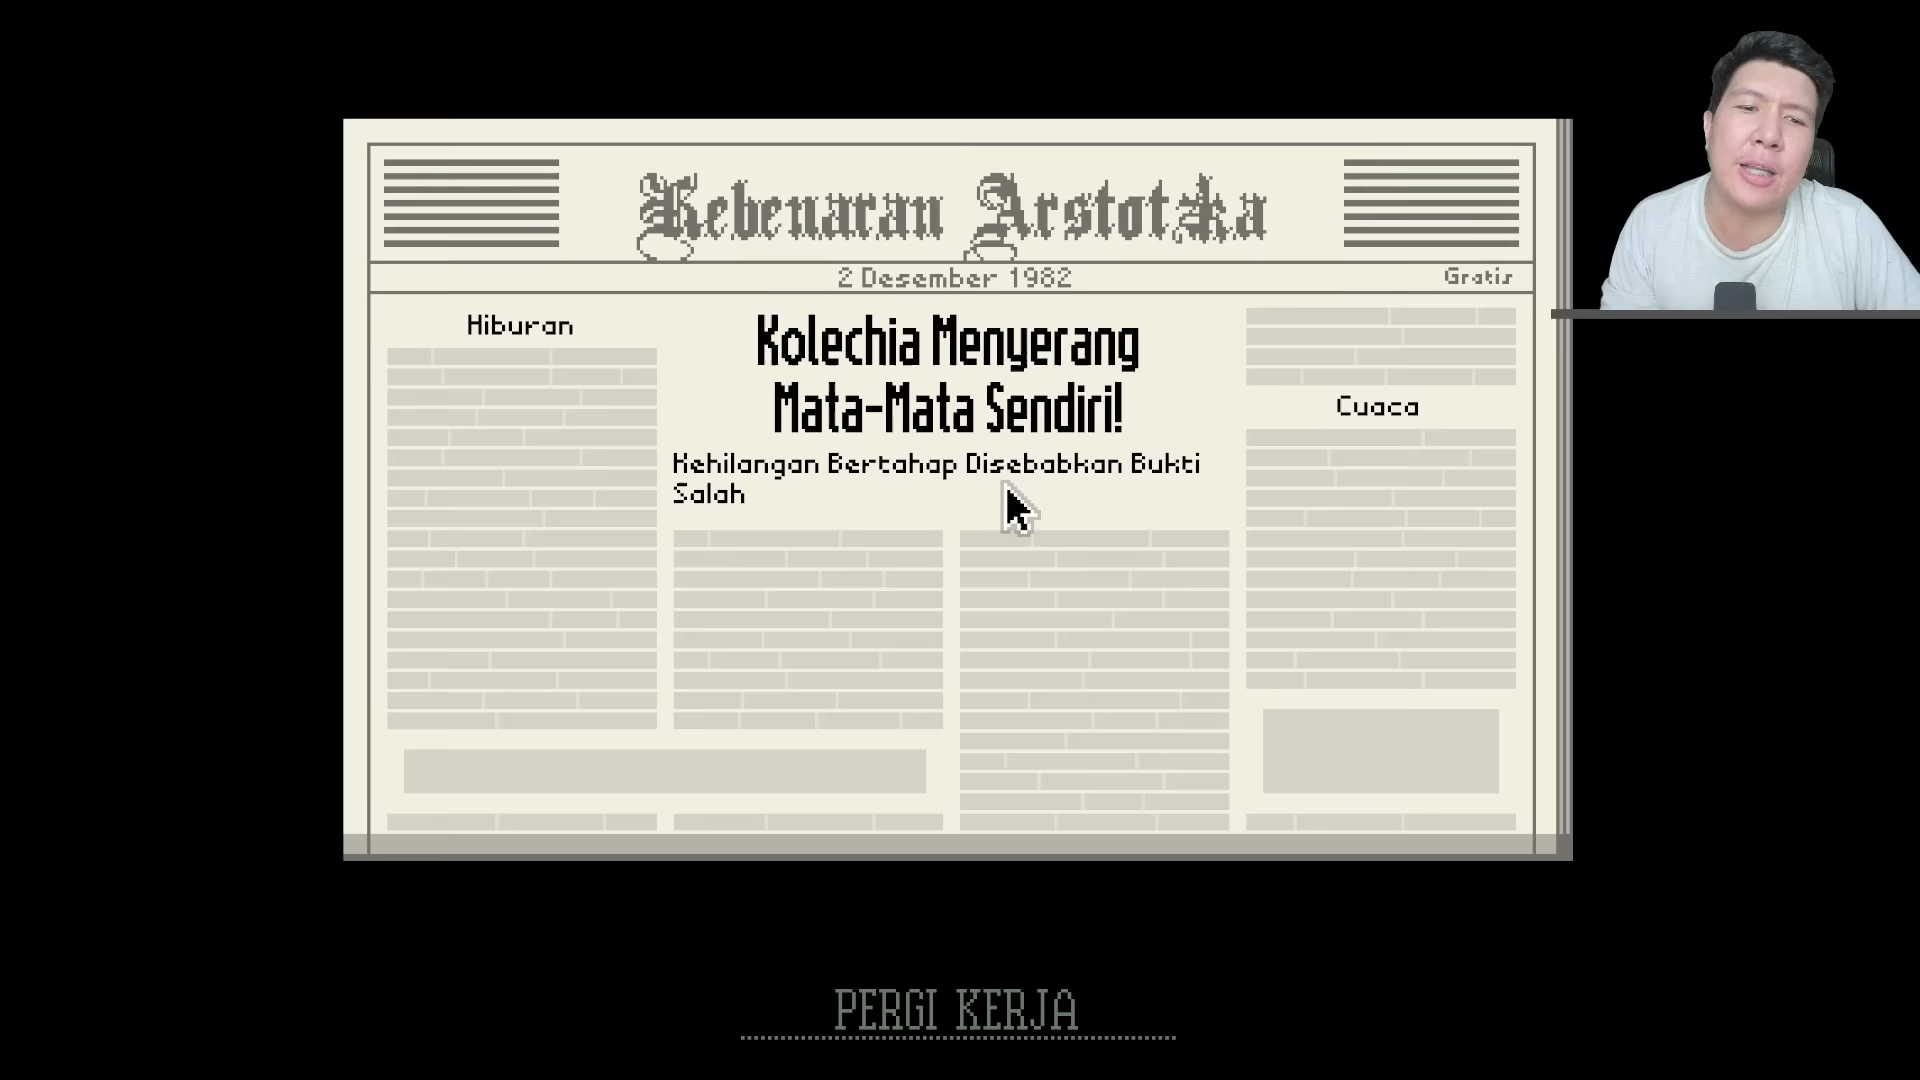 Kebenaran Arstotzka
2 Desember 1982
Gratis
Hiburan
Kolechia Menyerang
Mata-Mata Sendiri!
Kehilangan Bertahap Disebabkan Bukti
Salah
Cuaca
PERGI KERJA